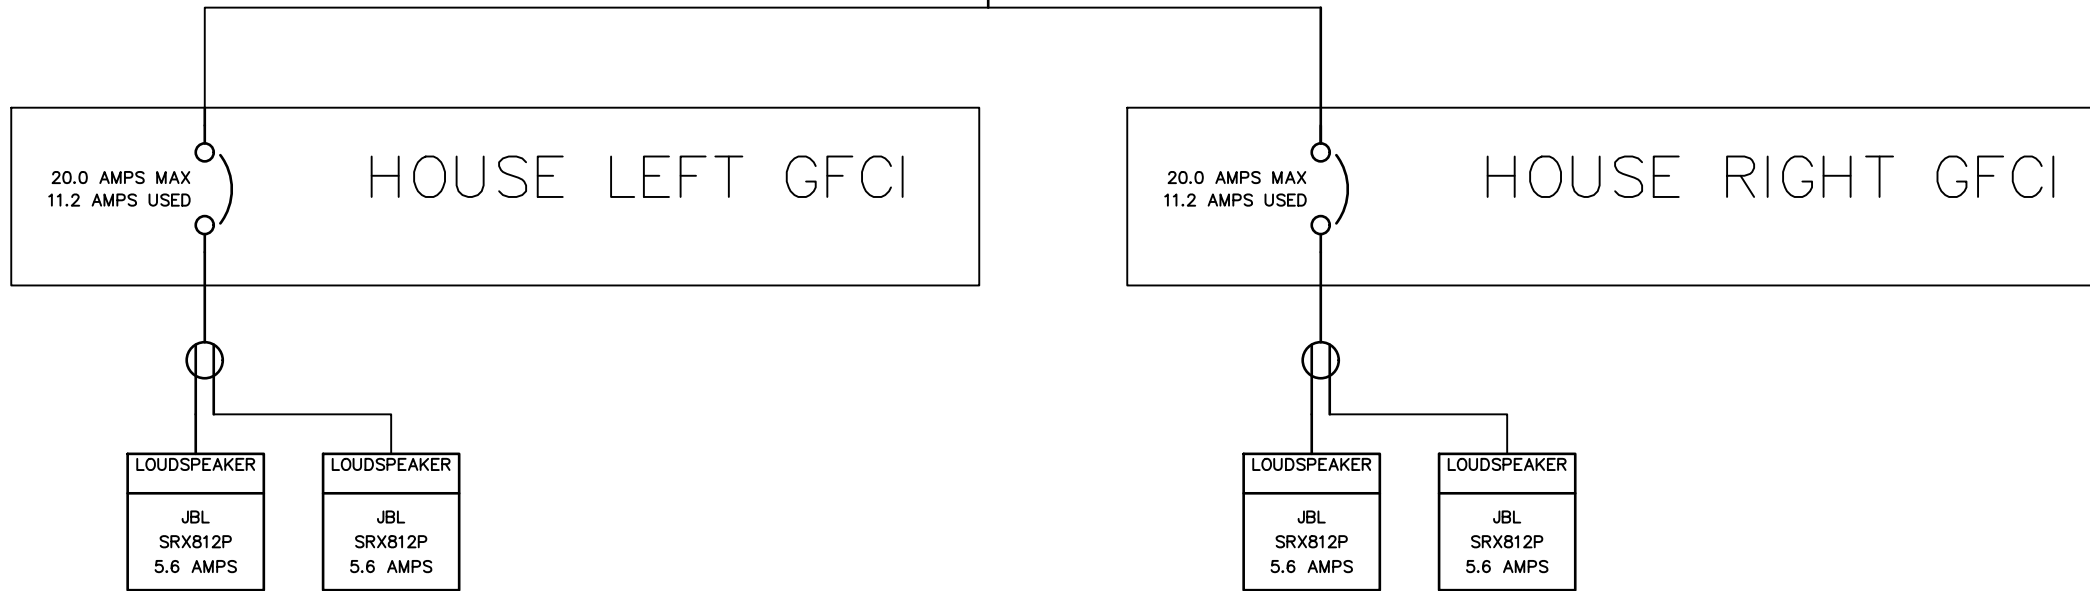 20.0 AMPS MAX
11.2 AMPS USED
HOUSE LEFT GFCI
20.0 AMPS MAX
11.2 AMPS USED
HOUSE RIGHT GFCI
LOUDSPEAKER
JBL
SRX812P
5.6 AMPS
LOUDSPEAKER
JBL
SRX812P
5.6 AMPS
LOUDSPEAKER
JBL
SRX812P
5.6 AMPS
LOUDSPEAKER
JBL
SRX812P
5.6 AMPS